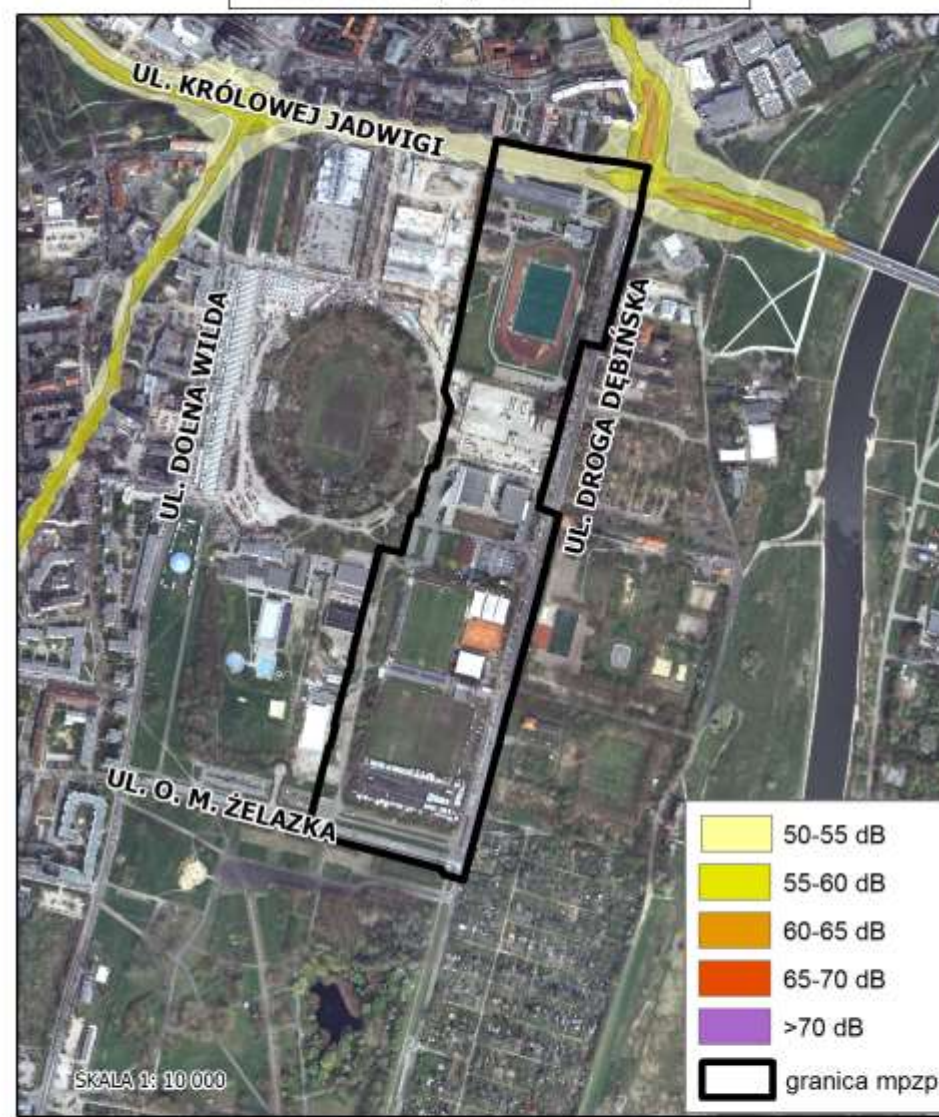 UL. KRÓLOWEJ JADWIGI
UL. DOLNA WILDA
UL. DROGA DĘBIŃSKA
UL. O. M. ŻELAZKA
50-55 dB
55-60 dB
60-65 dB
65-70 dB
>70 dB
granica mpzp
SKALA 1: 10 000